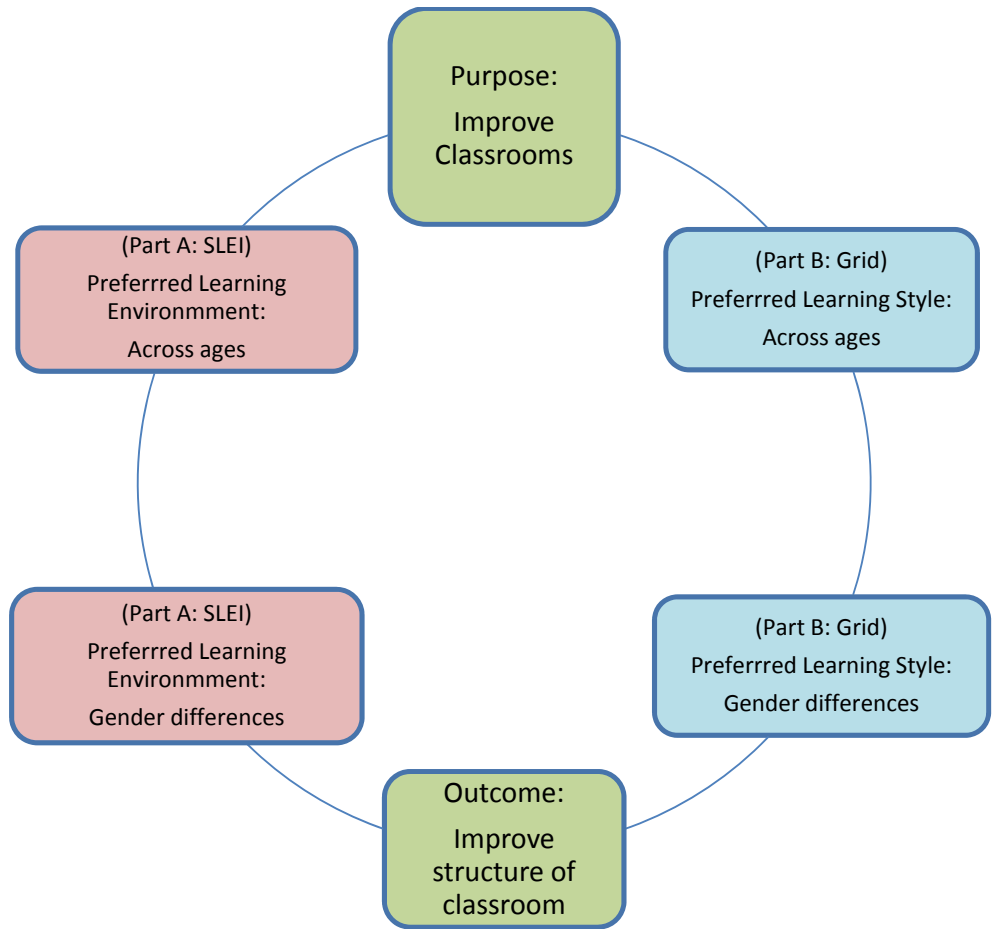 Purpose:
Improve
Classrooms
(Part A: SLEI)
Preferrred Learning
Environmment:
Across ages
(Part B: Grid)
Preferrred Learning Style:
Across ages
(Part A: SLEI)
Preferrred Learning
Environmment:
Gender differences
(Part B: Grid)
Preferrred Learning Style:
Gender differences
Outcome:
Improve
structure of
classroom